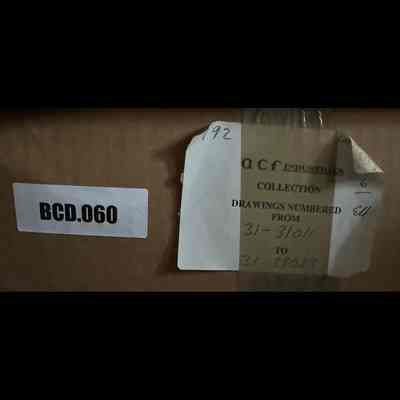 192
acf INDUSTRIES
COLLECTION
DRAWINGS NUMBERED
FROM
31-31011
TO
BCD.060